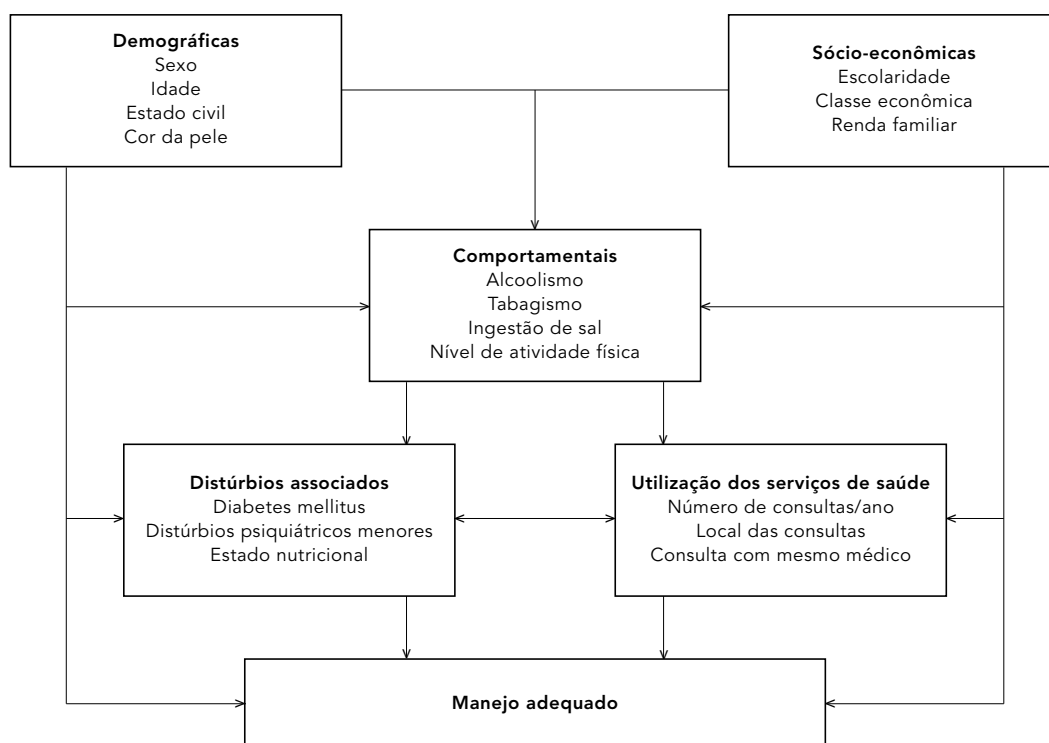 Demográficas
Sexo
Idade
Estado civil
Cor da pele
Sócio-econômicas
Escolaridade
Classe econômica
Renda familiar
Comportamentais
Alcoolismo
Tabagismo
Ingestão de sal
Nível de atividade física
Distúrbios associados
Diabetes mellitus
Distúrbios psiquiátricos menores
Estado nutricional
Utilização dos serviços de saúde
Número de consultas/ano
Local das consultas
Consulta com mesmo médico
Manejo adequado